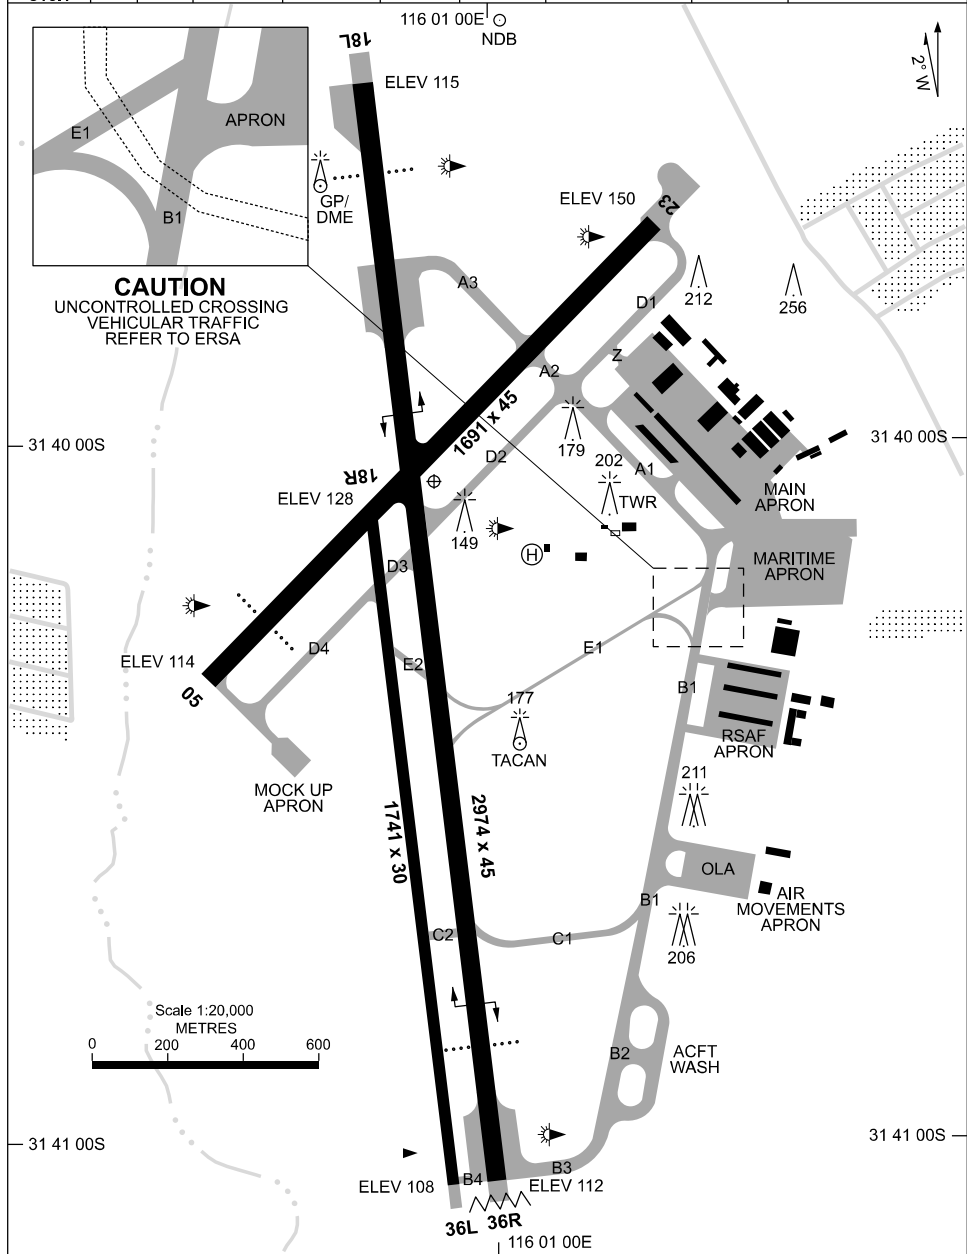 116 01 00E
NDB
18L
ELEV 115
2° W
E1
APRON
B1
GP/
DME
ELEV 150
23
CAUTION
UNCONTROLLED CROSSING
VEHICULAR TRAFFIC
REFER TO ERSA
A3
D1
212
256
Z
A2
1691 x 45
31 40 00S
31 40 00S
179
D2
202
A1
18R
TWR
ELEV 128
MAIN
APRON
149
H
MARITIME
APRON
D3
D4
E1
ELEV 114
E2
05
B1
177
TACAN
RSAF
APRON
MOCK UP
APRON
211
1741 x 30
2974 x 45
OLA
B1
AIR
MOVEMENTS
APRON
C2
C1
206
Scale 1:20,000
METRES
0 200 400 600
B2
ACFT
WASH
31 41 00S
31 41 00S
B3
B4
ELEV 108
ELEV 112
36L 36R
116 01 00E